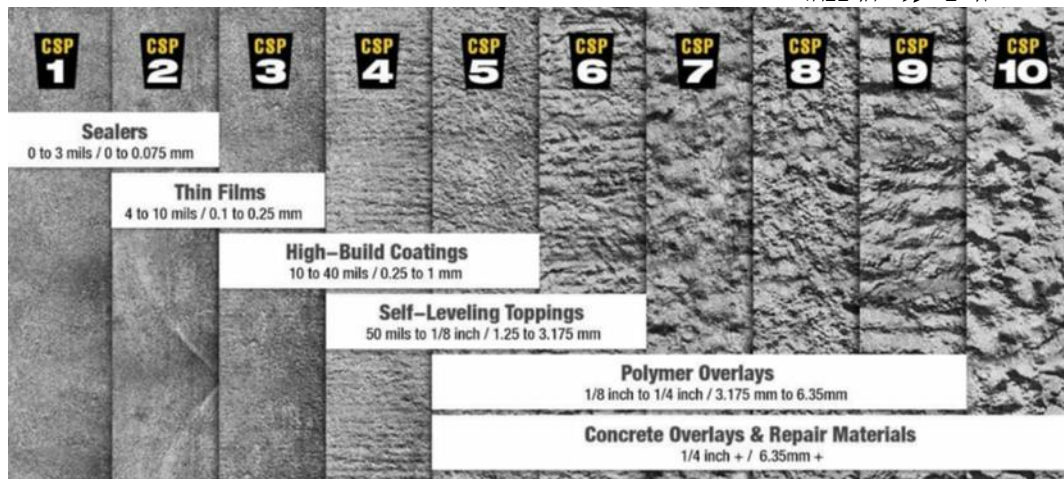 CSP 1
CSP 2
CSP 3
CSP 4
CSP 5
CSP 6
CSP 7
CSP 8
CSP 9
CSP 10
Sealers
0 to 3 mils / 0 to 0.075 mm
Thin Films
4 to 10 mils / 0.1 to 0.25 mm
High–Build Coatings
10 to 40 mils / 0.25 to 1 mm
Self–Leveling Toppings
50 mils to 1/8 inch / 1.25 to 3.175 mm
Polymer Overlays
1/8 inch to 1/4 inch / 3.175 mm to 6.35mm
Concrete Overlays & Repair Materials
1/4 inch + / 6.35mm +